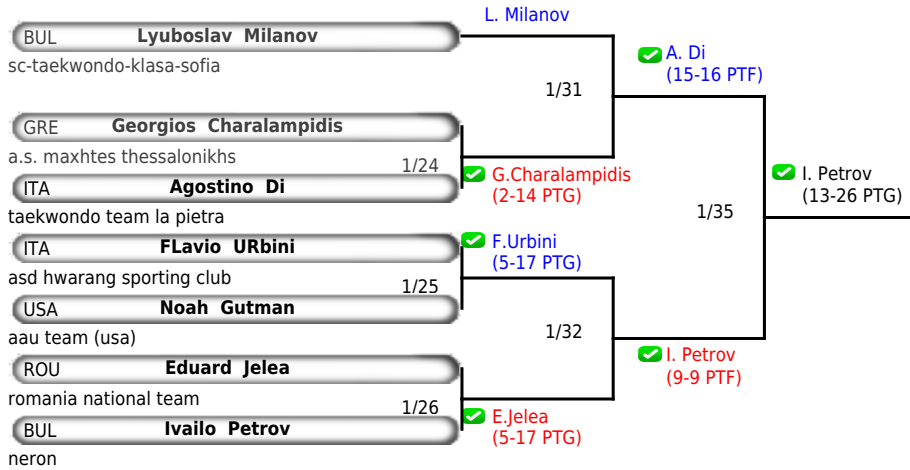 L. Milanov
BUL Lyuboslav Milanov
sc-taekwondo-klasa-sofia
A. Di
(15-16 PTF)
1/31
GRE Georgios Charalampidis
a.s. maxhtes thessalonikhs
1/24
G.Charalampidis
(2-14 PTG)
ITA Agostino Di
taekwondo team la pietra
I. Petrov
(13-26 PTG)
1/35
ITA FLavio URbini
asd hwarang sporting club
F.Urbini
(5-17 PTG)
1/25
USA Noah Gutman
aau team (usa)
1/32
I. Petrov
(9-9 PTF)
ROU Eduard Jelea
romania national team
1/26
E.Jelea
(5-17 PTG)
BUL Ivailo Petrov
neron